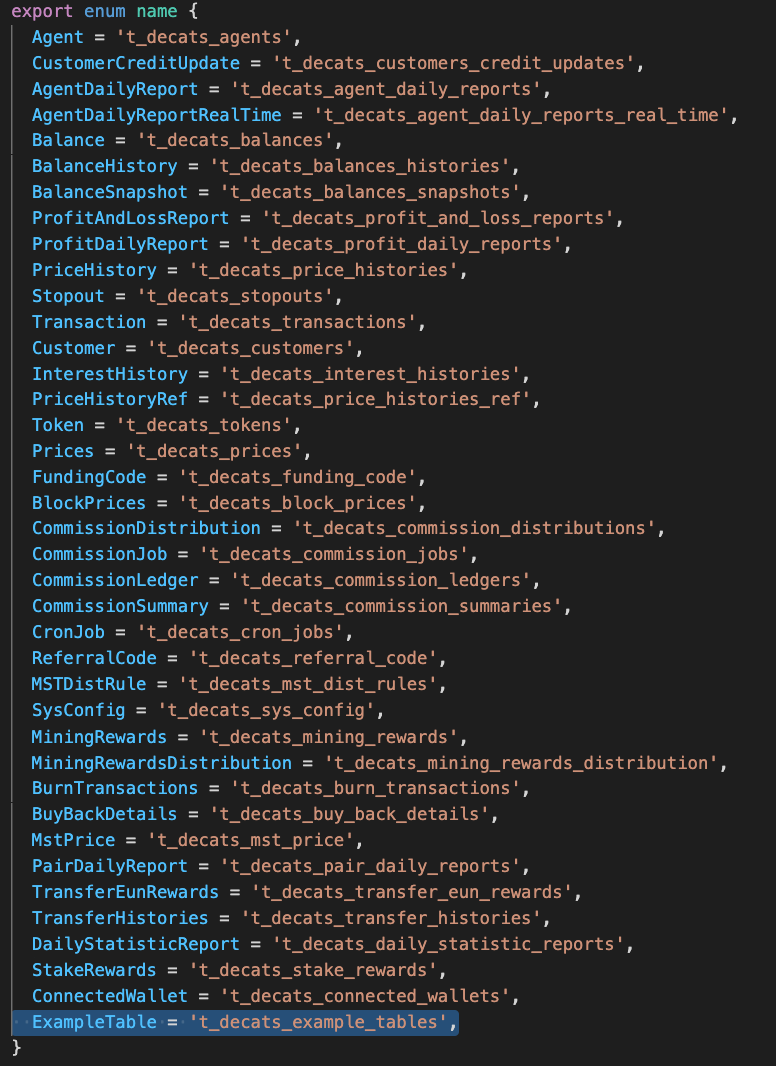 export enum name {
Agent = 't_decats_agents',
CustomerCreditUpdate = 't_decats_customers_credit_updates',
AgentDailyReport = 't_decats_agent_daily_reports',
AgentDailyReportRealTime = 't_decats_agent_daily_reports_real_time',
Balance = 't_decats_balances',
BalanceHistory = 't_decats_balances_histories',
BalanceSnapshot = 't_decats_balances_snapshots',
ProfitAndLossReport = 't_decats_profit_and_loss_reports',
ProfitDailyReport = 't_decats_profit_daily_reports',
PriceHistory = 't_decats_price_histories',
Stopout = 't_decats_stopouts',
Transaction = 't_decats_transactions',
Customer = 't_decats_customers',
InterestHistory = 't_decats_interest_histories',
PriceHistoryRef = 't_decats_price_histories_ref',
Token = 't_decats_tokens',
Prices = 't_decats_prices',
FundingCode = 't_decats_funding_code',
BlockPrices = 't_decats_block_prices',
CommissionDistribution = 't_decats_commission_distributions',
CommissionJob = 't_decats_commission_jobs',
CommissionLedger = 't_decats_commission_ledgers',
CommissionSummary = 't_decats_commission_summaries',
CronJob = 't_decats_cron_jobs',
ReferralCode = 't_decats_referral_code',
MSTDistRule = 't_decats_mst_dist_rules',
SysConfig = 't_decats_sys_config',
MiningRewards = 't_decats_mining_rewards',
MiningRewardsDistribution = 't_decats_mining_rewards_distribution',
BurnTransactions = 't_decats_burn_transactions',
BuyBackDetails = 't_decats_buy_back_details',
MstPrice = 't_decats_mst_price',
PairDailyReport = 't_decats_pair_daily_reports',
TransferEunRewards = 't_decats_transfer_eun_rewards',
TransferHistories = 't_decats_transfer_histories',
DailyStatisticReport = 't_decats_daily_statistic_reports',
StakeRewards = 't_decats_stake_rewards',
ConnectedWallet = 't_decats_connected_wallets',
ExampleTable = 't_decats_example_tables',
}